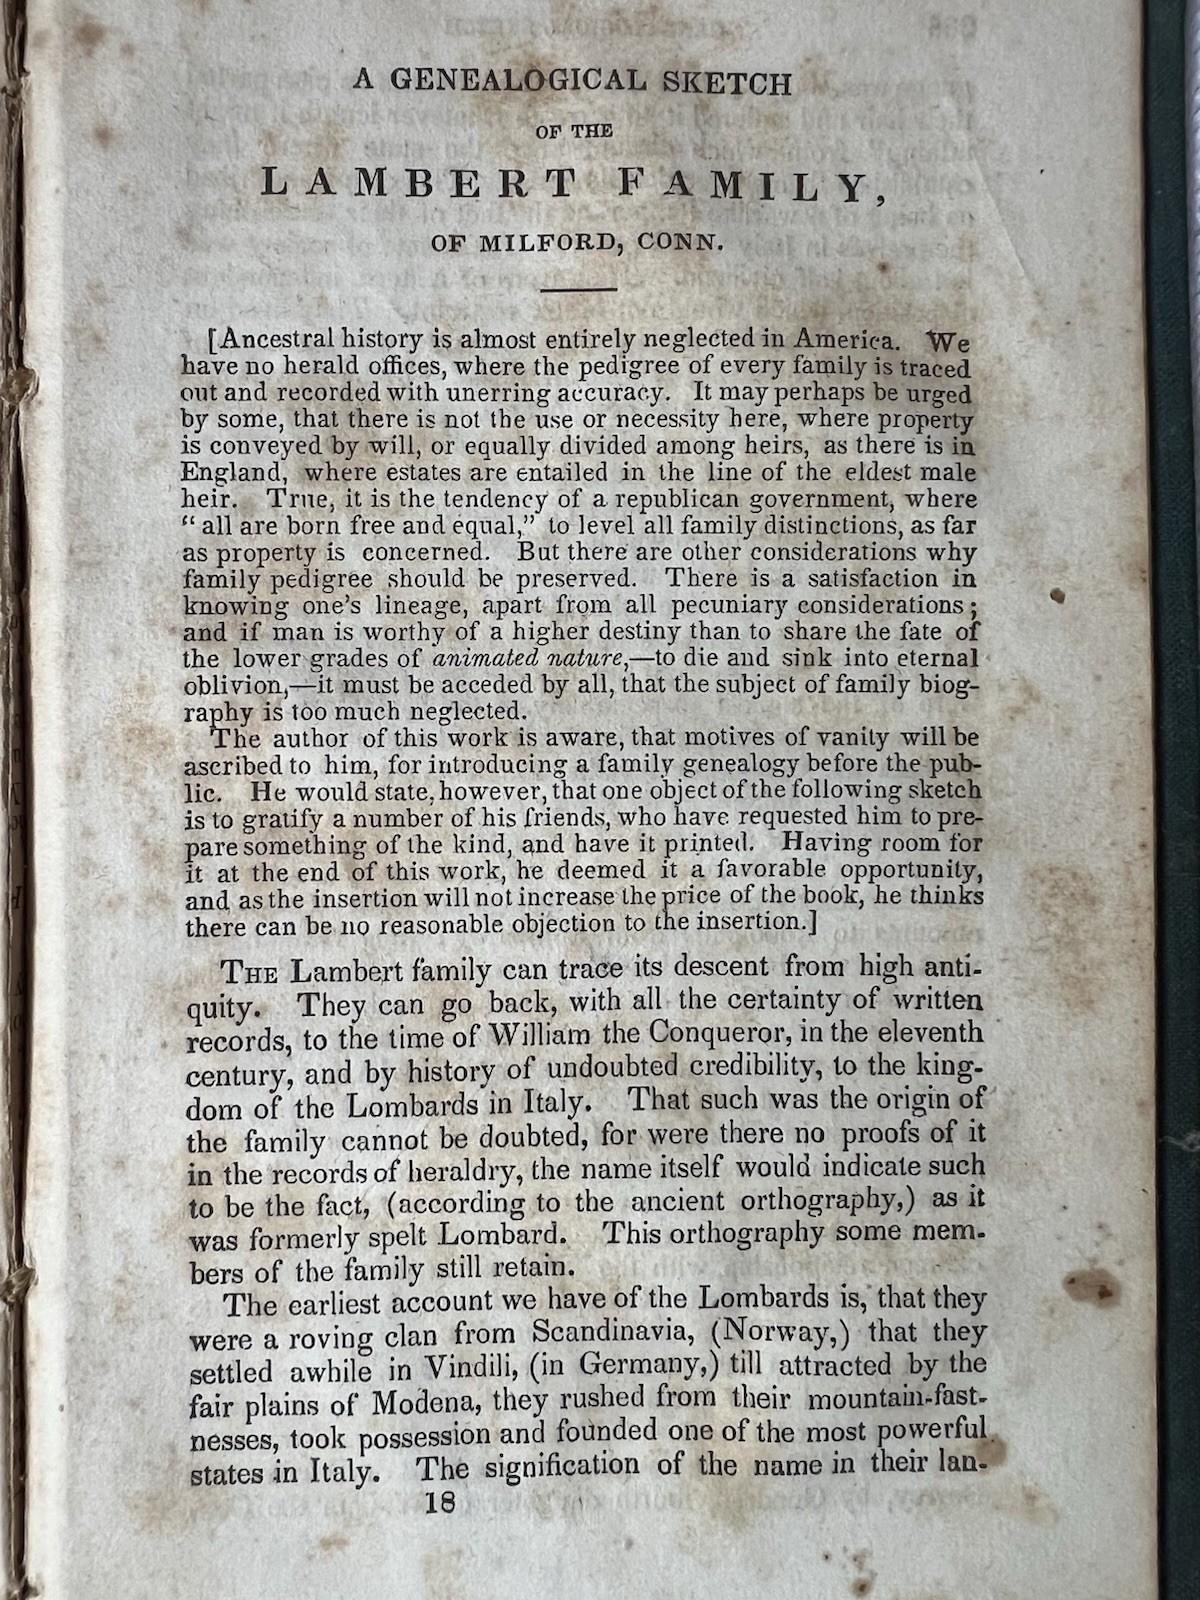 A GENEALOGICAL SKETCH
OF THE
LAMBERT FAMILY,
OF MILFORD, CONN.
[Ancestral history is almost entirely neglected in America. We
have no herald offices, where the pedigree of every family is traced
out and recorded with unerring accuracy. It may perhaps be urged
by some, that there is not the use or necessity here, where property
is conveyed by will, or equally divided among heirs, as there is in
England, where estates are entailed in the line of the eldest male
heir. True, it is the tendency of a republican government, where
"all are born free and equal," to level all family distinctions, as far
as property is concerned. But there are other considerations why
family pedigree should be preserved. There is a satisfaction in
knowing one's lineage, apart from all pecuniary considerations;
and if man is worthy of a higher destiny than to share the fate of
the lower grades of animated nature,—to die and sink into eternal
oblivion,—it must be acceded by all, that the subject of family biog-
raphy is too much neglected.
The author of this work is aware, that motives of vanity will be
ascribed to him, for introducing a family genealogy before the pub-
lic. He would state, however, that one object of the following sketch
is to gratify a number of his friends, who have requested him to pre-
pare something of the kind, and have it printed. Having room for
it at the end of this work, he deemed it a favorable opportunity,
and as the insertion will not increase the price of the book, he thinks
there can be no reasonable objection to the insertion.]
THE Lambert family can trace its descent from high anti-
quity. They can go back, with all the certainty of written
records, to the time of William the Conqueror, in the eleventh
century, and by history of undoubted credibility, to the king-
dom of the Lombards in Italy. That such was the origin of
the family cannot be doubted, for were there no proofs of it
in the records of heraldry, the name itself would indicate such
to be the fact, (according to the ancient orthography,) as it
was formerly spelt Lombard. This orthography some mem-
bers of the family still retain.
The earliest account we have of the Lombards is, that they
were a roving clan from Scandinavia, (Norway,) that they
settled awhile in Vindili, (in Germany,) till attracted by the
fair plains of Modena, they rushed from their mountain-fast-
nesses, took possession and founded one of the most powerful
states in Italy. The signification of the name in their lan-
18